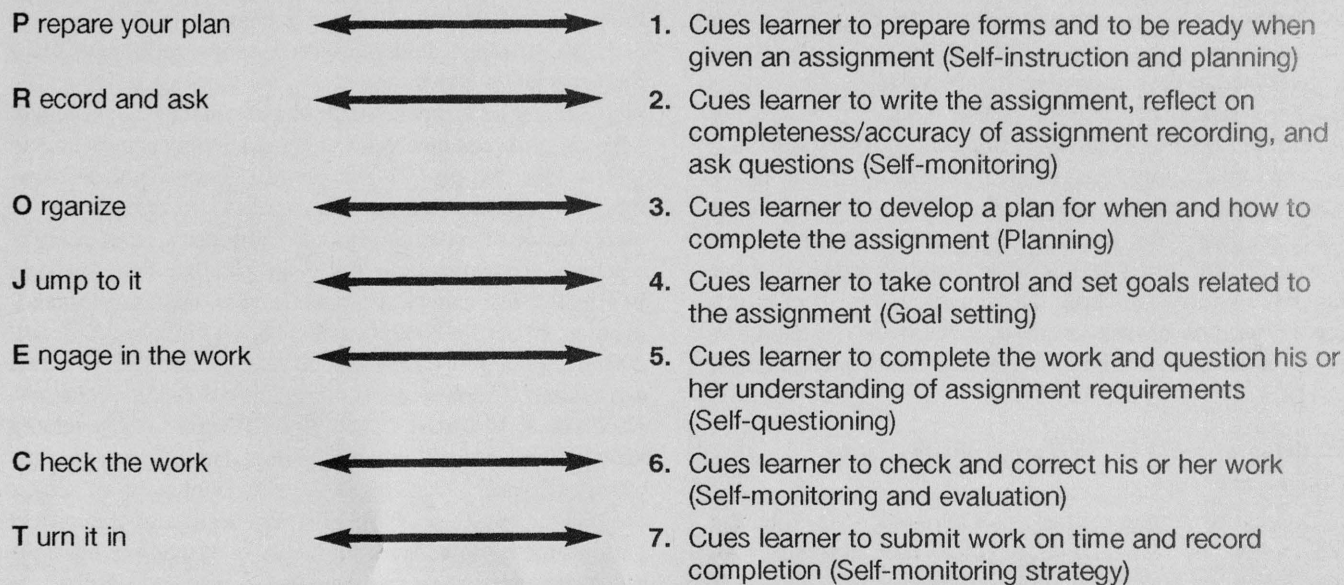 P repare your plan 1. Cues learner to prepare forms and to be ready when
given an assignment (Self-instruction and planning)
R ecord and ask 2. Cues learner to write the assignment, reflect on
completeness/accuracy of assignment recording, and
ask questions (Self-monitoring)
O rganize 3. Cues learner to develop a plan for when and how to
complete the assignment (Planning)
J ump to it 4. Cues learner to take control and set goals related to
the assignment (Goal setting)
E ngage in the work 5. Cues learner to complete the work and question his or
her understanding of assignment requirements
(Self-questioning)
C heck the work 6. Cues learner to check and correct his or her work
(Self-monitoring and evaluation)
T urn it in 7. Cues learner to submit work on time and record
completion (Self-monitoring strategy)